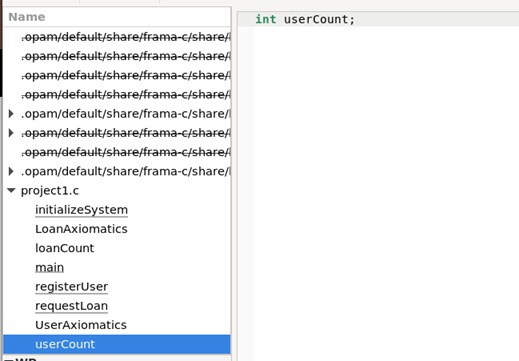 Name
.opam/default/share/frama-c/share/
.opam/default/share/frama-c/share/
.opam/default/share/frama-c/share/
.opam/default/share/frama-c/share/
.opam/default/share/frama-c/share/
.opam/default/share/frama-c/share/
.opam/default/share/frama-c/share/
.opam/default/share/frama-c/share/
project1.c
initializeSystem
LoanAxiomatics
loanCount
main
registerUser
requestLoan
UserAxiomatics
userCount
int userCount;